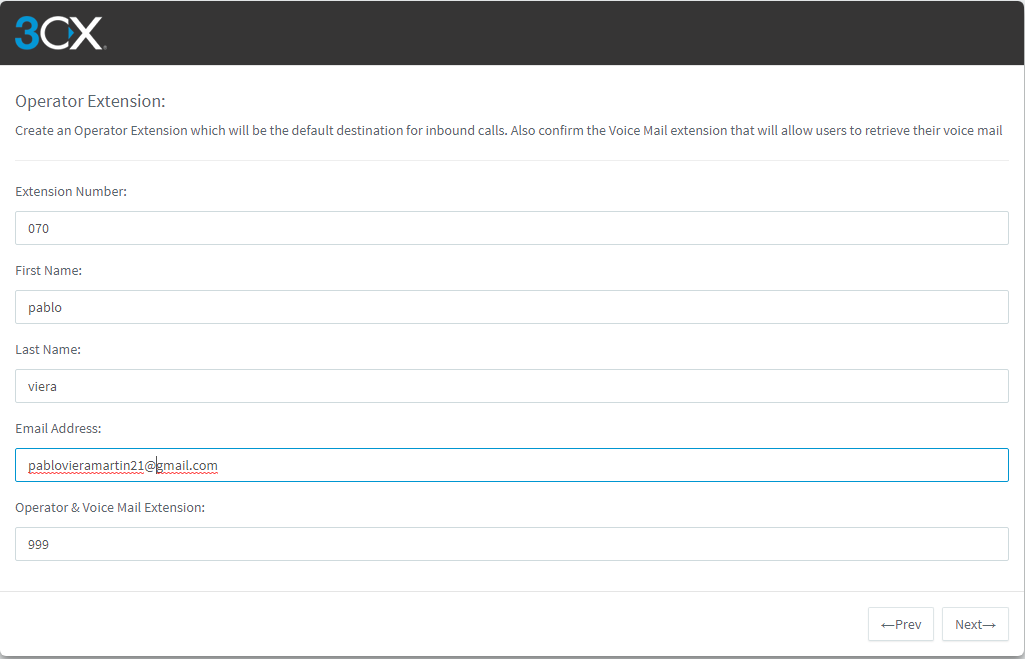 3CX
Operator Extension:
Create an Operator Extension which will be the default destination for inbound calls. Also confirm the Voice Mail extension that will allow users to retrieve their voice mail
Extension Number:
070
First Name:
pablo
Last Name:
viera
Email Address:
pablovieramartin21@gmail.com
Operator & Voice Mail Extension:
999
←Prev Next→